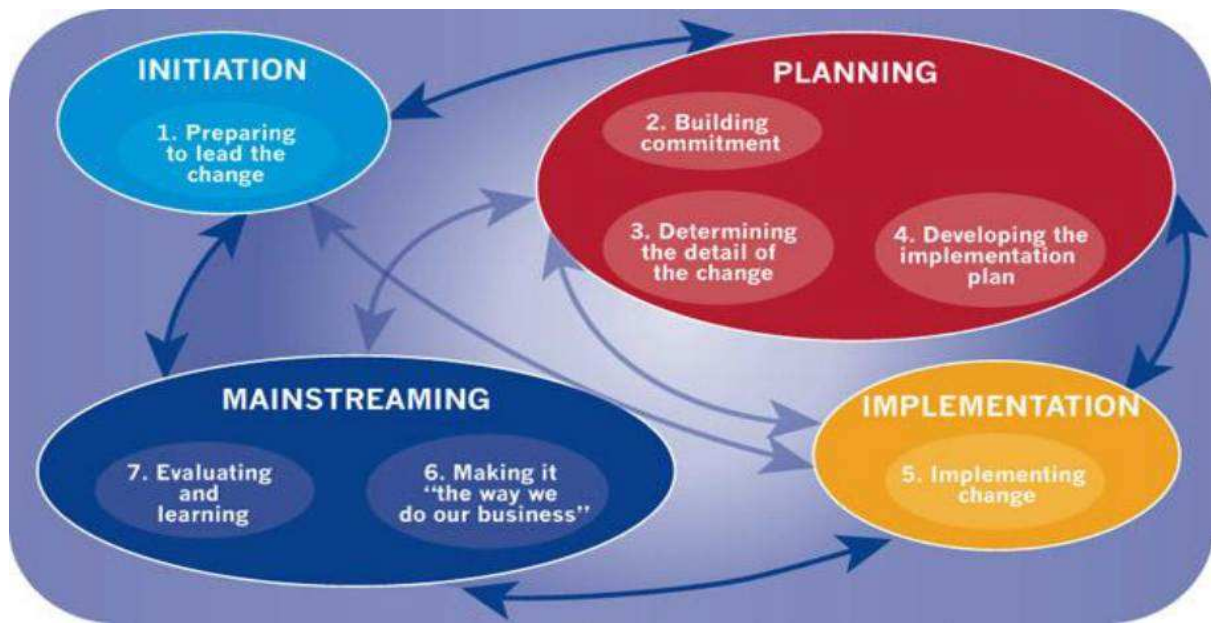 INITIATION
1. Preparing
to lead the
change
PLANNING
2. Building
commitment
3. Determining
the detail of
the change
4. Developing the
implementation
plan
IMPLEMENTATION
5. Implementing
change
MAINSTREAMING
6. Making it
“the way we
do our business”
7. Evaluating
and
learning